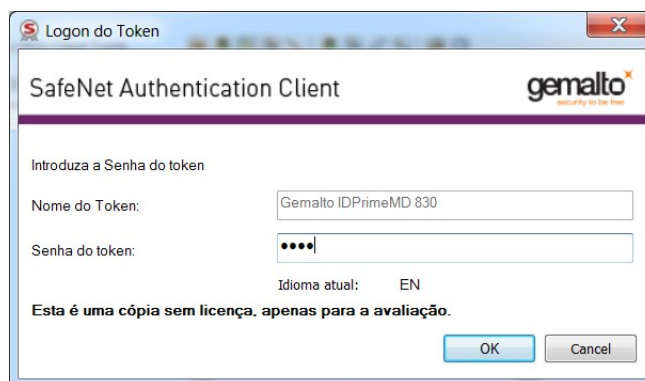 Logon do Token
SafeNet Authentication Client
gemalto
security to be free
Introduza a Senha do token
Nome do Token: Gemalto IDPrimeMD 830
Senha do token: ••••
Idioma atual: EN
Esta é uma cópia sem licença, apenas para a avaliação.
OK Cancel